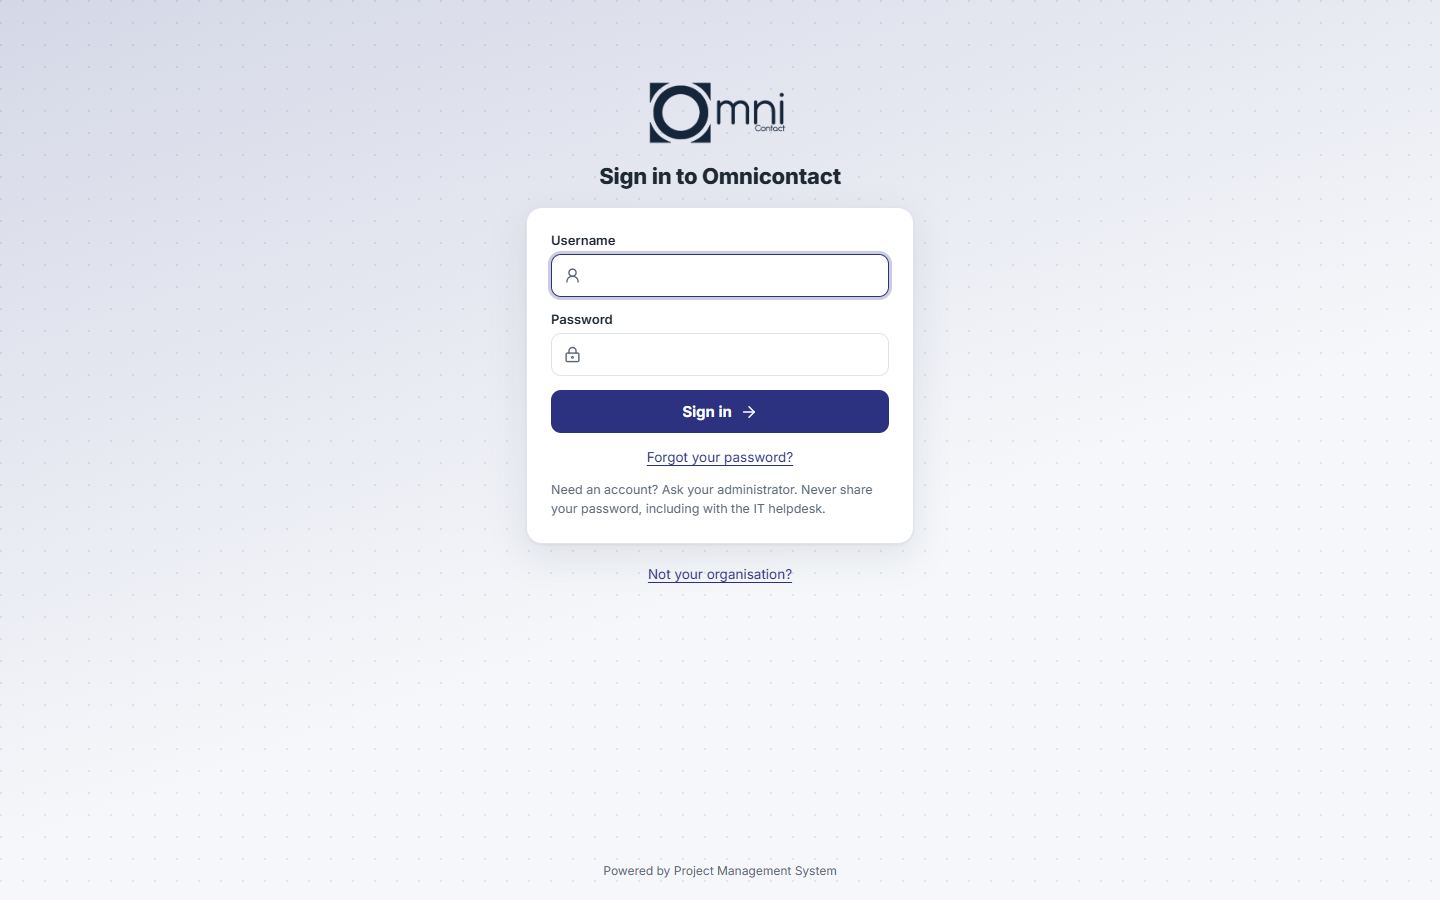 Omni
Contact
Sign in to Omnicontact
Username
Password
Sign in
Forgot your password?
Need an account? Ask your administrator. Never share
your password, including with the IT helpdesk.
Not your organisation?
Powered by Project Management System